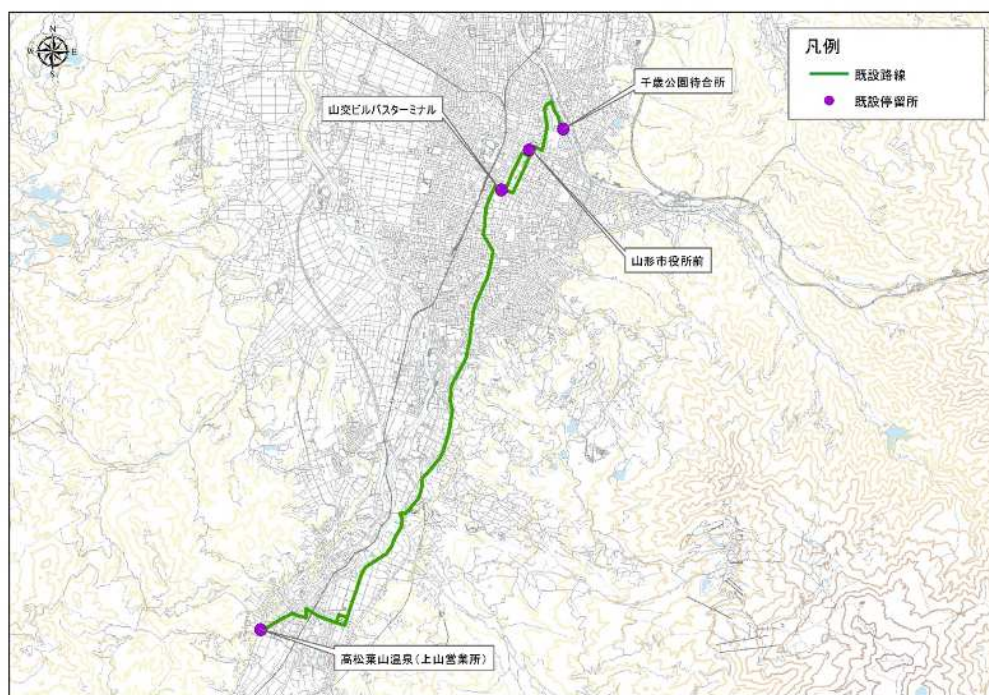 N
W
E
S
凡例
既設路線
既設停留所
千歳公園待合所
山交ビルバスターミナル
山形市役所前
高松葉山温泉(上山営業所)